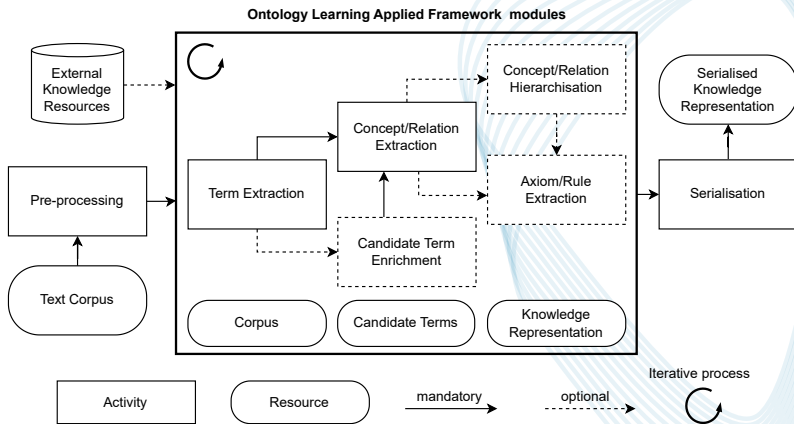 Ontology Learning Applied Framework modules
External
Knowledge
Resources
Concept/Relation
Hierarchisation
Serialised
Knowledge
Representation
Concept/Relation
Extraction
Pre-processing
Term Extraction
Axiom/Rule
Extraction
Serialisation
Candidate Term
Enrichment
Text Corpus
Corpus
Candidate Terms
Knowledge
Representation
Iterative process
Activity
Resource
mandatory
optional